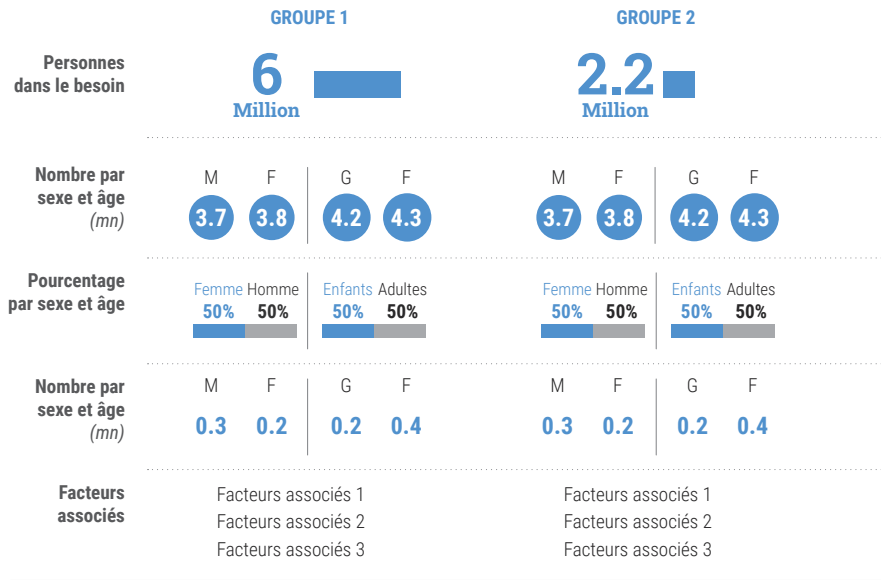 GROUPE 1 GROUPE 2
Personnes
dans le besoin
6
Million
2.2
Million
Nombre par
sexe et âge
(mn)
M F G F M F G F
3.7 3.8 4.2 4.3 3.7 3.8 4.2 4.3
Pourcentage
par sexe et âge
Femme Homme Enfants Adultes Femme Homme Enfants Adultes
50% 50% 50% 50% 50% 50% 50% 50%
Nombre par
sexe et âge
(mn)
M F G F M F G F
0.3 0.2 0.2 0.4 0.3 0.2 0.2 0.4
Facteurs
associés
Facteurs associés 1 Facteurs associés 1
Facteurs associés 2 Facteurs associés 2
Facteurs associés 3 Facteurs associés 3